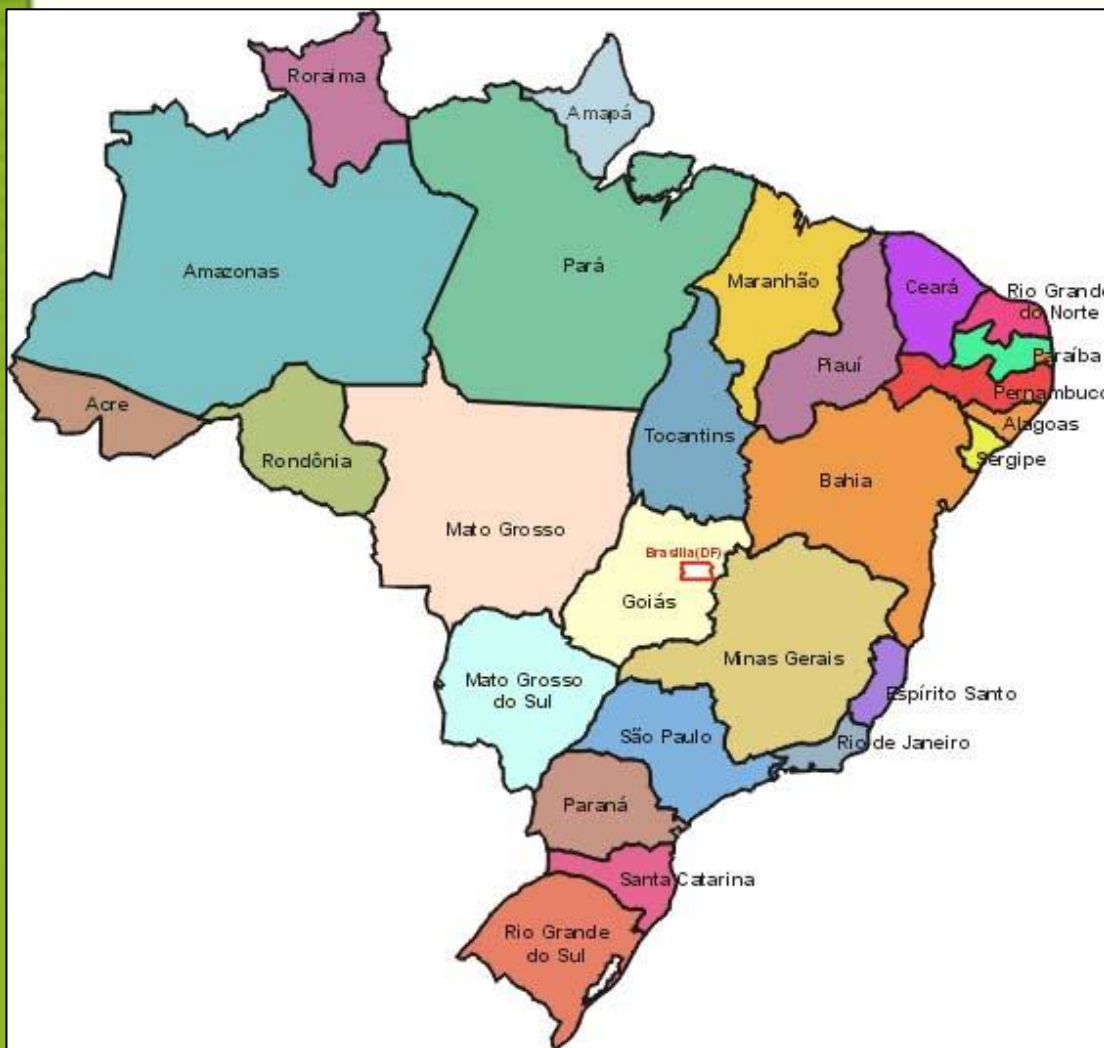 Roraima
Amapá
Amazonas
Pará
Maranhão
Ceará
Rio Grande
do Norte
Paraíba
Piauí
Pernambuco
Acre
Alagoas
Tocantins
Sergipe
Rondônia
Bahia
Mato Grosso
Brasília(DF)
Goiás
Minas Gerais
Mato Grosso
do Sul
Espírito Santo
São Paulo
Rio de Janeiro
Paraná
Santa Catarina
Rio Grande
do Sul